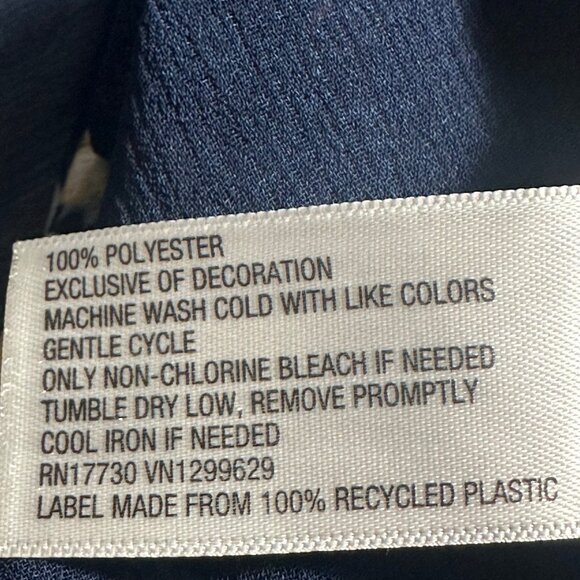 100% POLYESTER
EXCLUSIVE OF DECORATION
MACHINE WASH COLD WITH LIKE COLORS
GENTLE CYCLE
ONLY NON-CHLORINE BLEACH IF NEEDED
TUMBLE DRY LOW, REMOVE PROMPTLY
COOL IRON IF NEEDED
RN17730 VN1299629
LABEL MADE FROM 100% RECYCLED PLASTIC